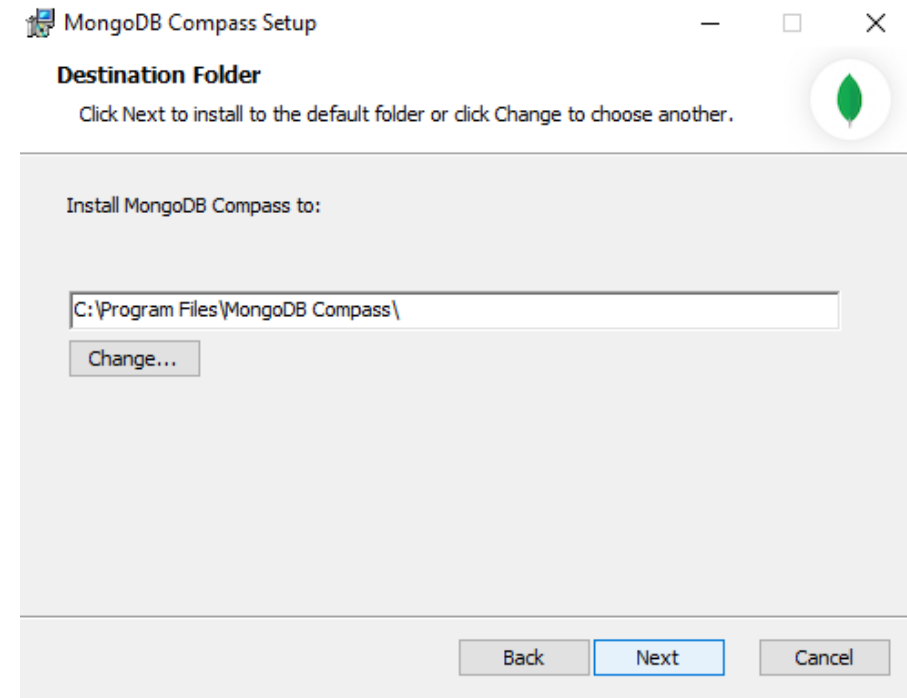 MongoDB Compass Setup
Destination Folder
Click Next to install to the default folder or click Change to choose another.
Install MongoDB Compass to:
C:\Program Files\MongoDB Compass\
Change...
Back Next Cancel